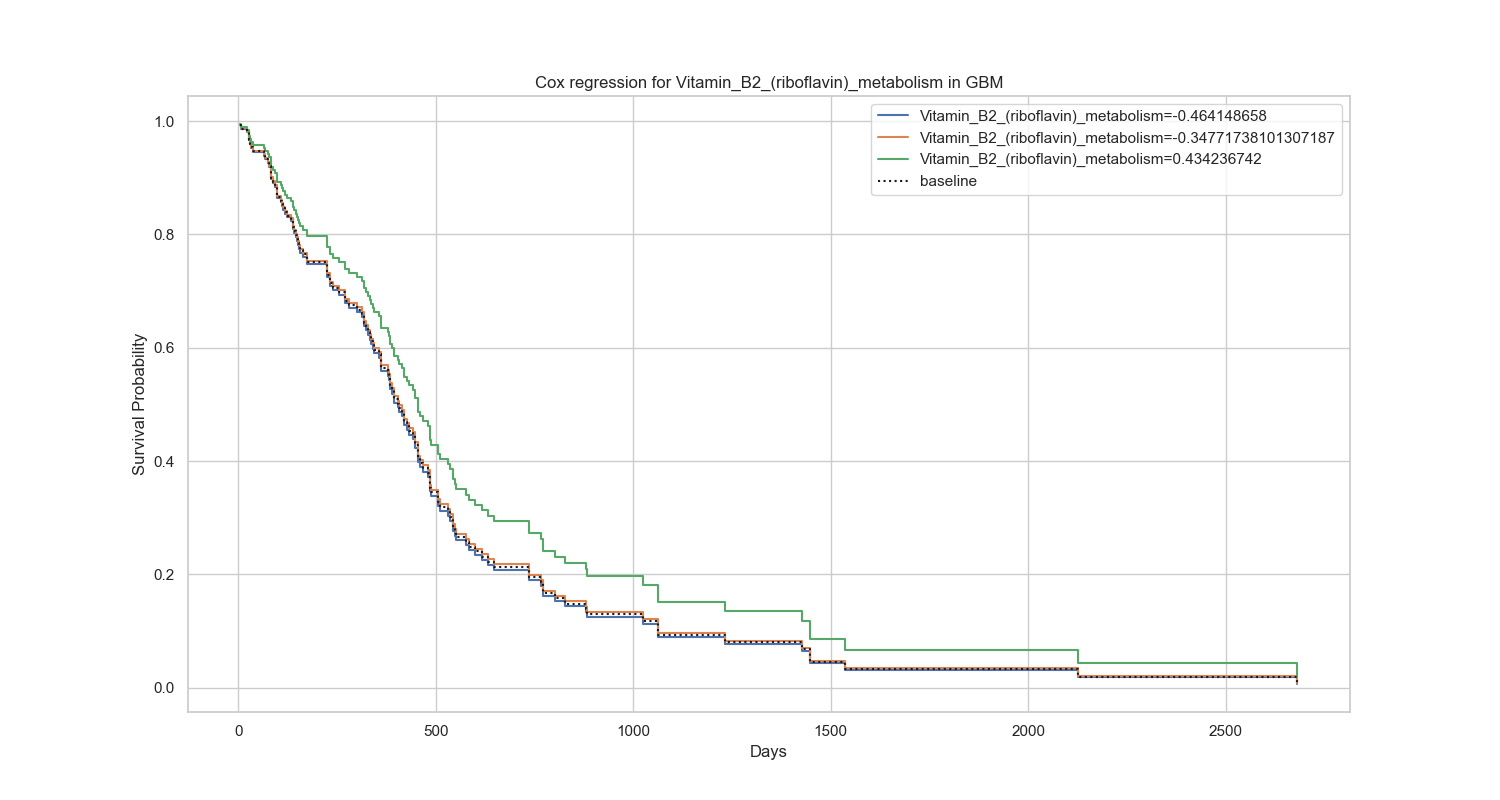 Cox regression for Vitamin_B2_(riboflavin)_metabolism in GBM
Vitamin_B2_(riboflavin)_metabolism=-0.464148658
Vitamin_B2_(riboflavin)_metabolism=-0.34771738101307187
Vitamin_B2_(riboflavin)_metabolism=0.434236742
baseline
Survival Probability
1.0
0.8
0.6
0.4
0.2
0.0
0 500 1000 1500 2000 2500
Days